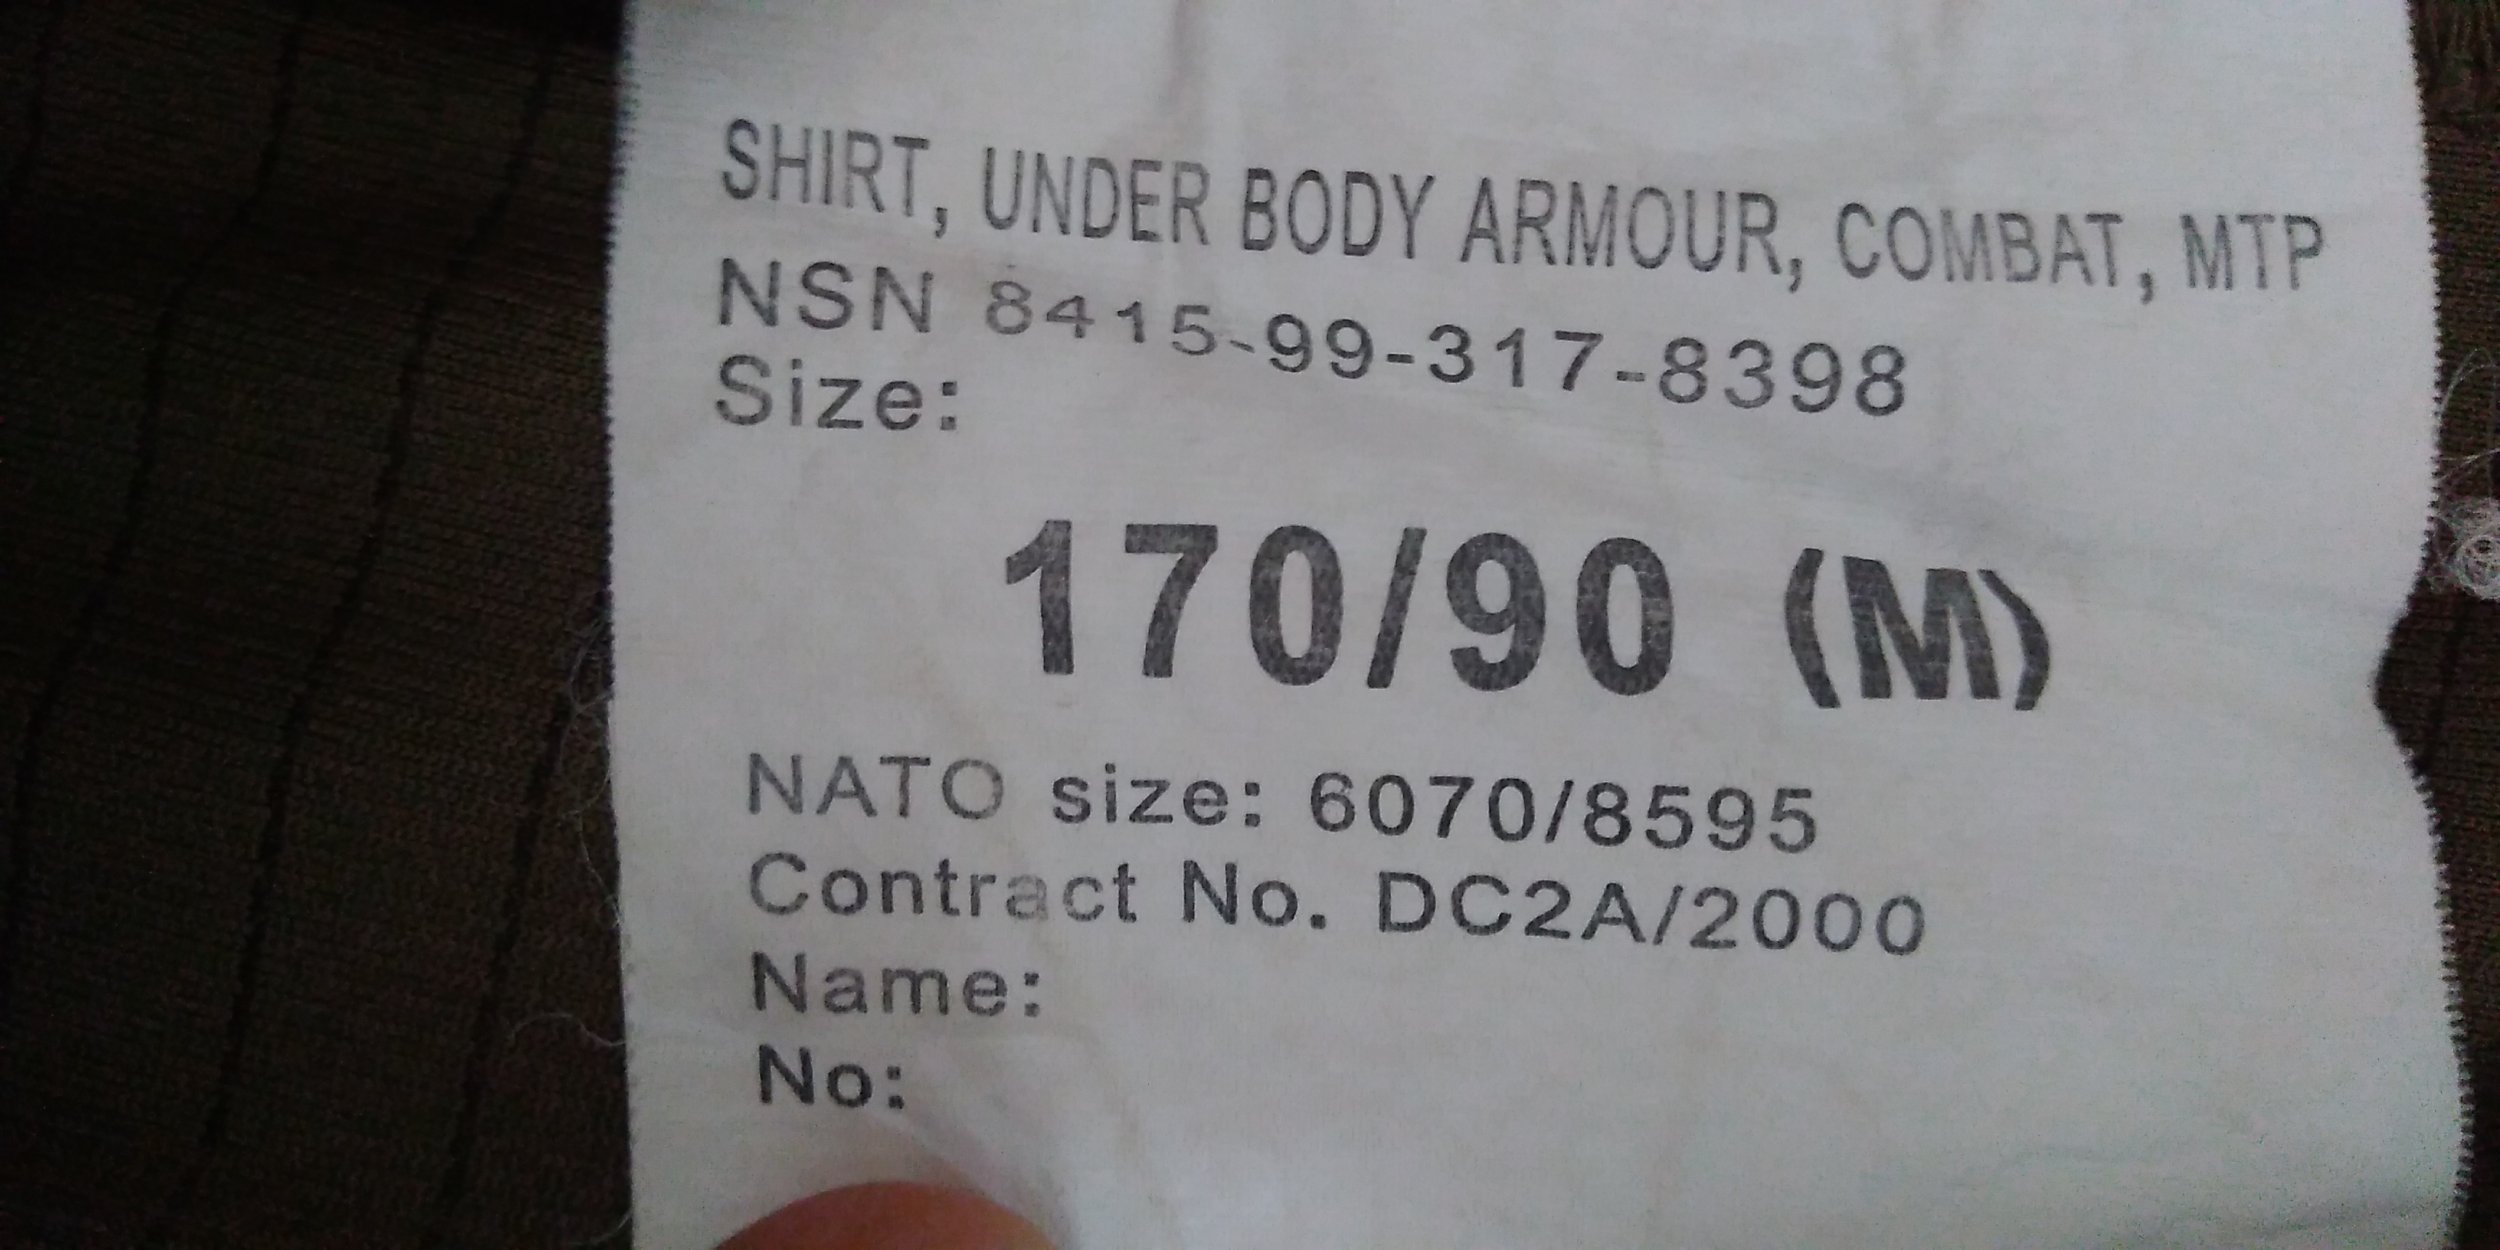 SHIRT, UNDER BODY ARMOUR, COMBAT, MTP
NSN 8415-99-317-8398
Size:
170/90 (M)
NATO size: 6070/8595
Contract No. DC2A/2000
Name:
No: